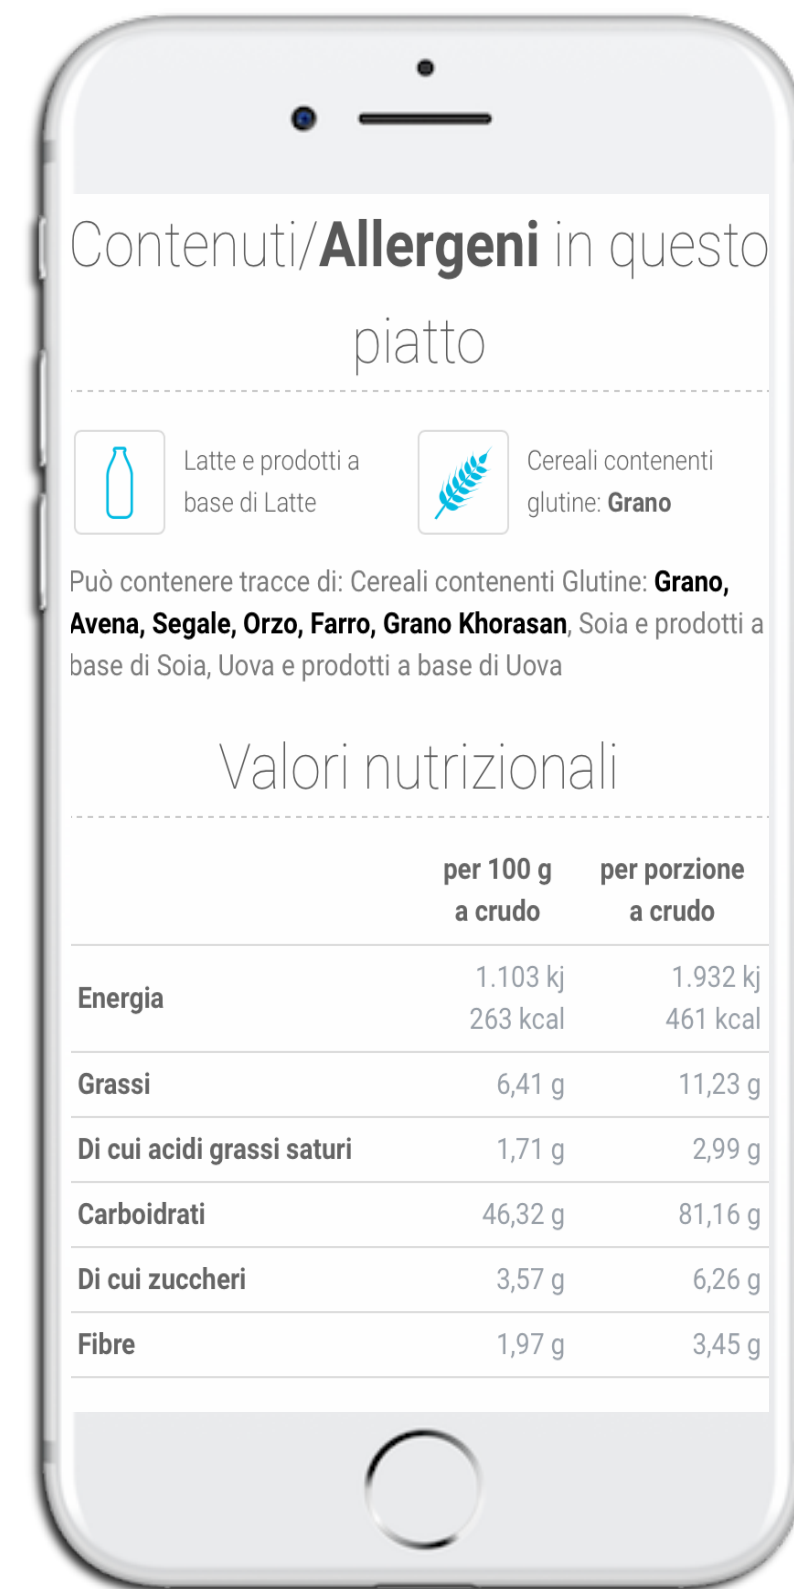 Contenuti/Allergeni in questo
piatto
Latte e prodotti a
base di Latte
Cereali contenenti
glutine: Grano
Può contenere tracce di: Cereali contenenti Glutine: Grano,
Avena, Segale, Orzo, Farro, Grano Khorasan, Soia e prodotti a
base di Soia, Uova e prodotti a base di Uova
Valori nutrizionali
per 100 g per porzione
a crudo a crudo
Energia 1.103 kj 1.932 kj
263 kcal 461 kcal
Grassi 6,41 g 11,23 g
Di cui acidi grassi saturi 1,71 g 2,99 g
Carboidrati 46,32 g 81,16 g
Di cui zuccheri 3,57 g 6,26 g
Fibre 1,97 g 3,45 g